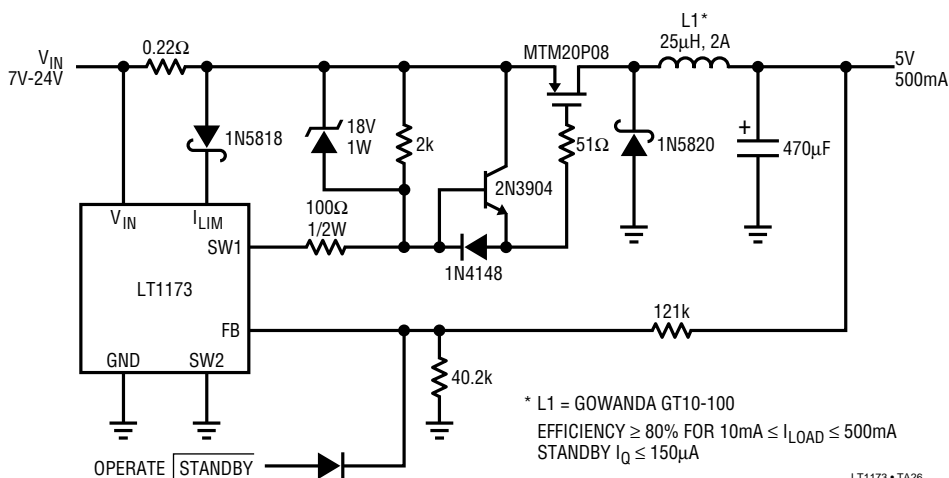 L1*
25μH, 2A
MTM20P08
V_IN
7V-24V
0.22Ω
5V
500mA
1N5818
18V
1W
2k
51Ω
1N5820
+
470μF
2N3904
100Ω
1/2W
V_IN
I_LIM
SW1
1N4148
LT1173
121k
FB
GND
SW2
40.2k
* L1 = GOWANDA GT10-100
EFFICIENCY ≥ 80% FOR 10mA ≤ I_LOAD ≤ 500mA
STANDBY I_Q ≤ 150μA
OPERATE STANDBY
LT1173 • TA26